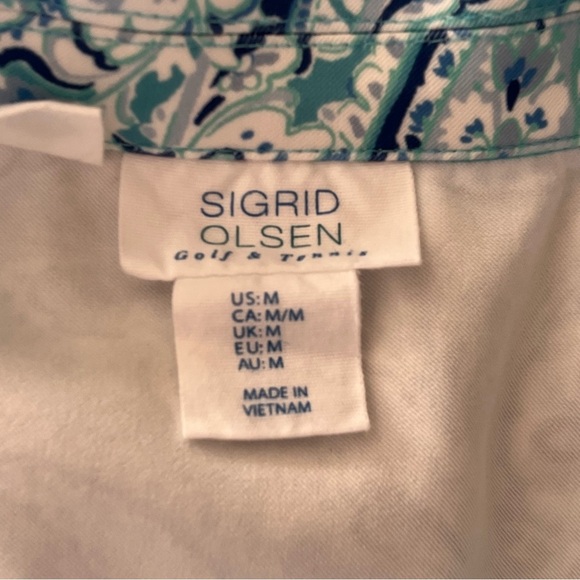 SIGRID
OLSEN
Golf & Tennis
US: M
CA: M/M
UK: M
EU: M
AU: M
MADE IN
VIETNAM